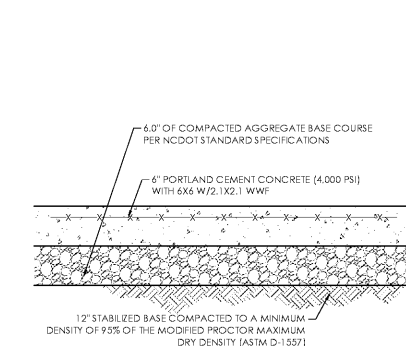 6.0" OF COMPACTED AGGREGATE BASE COURSE
PER NCDOT STANDARD SPECIFICATIONS
6" PORTLAND CEMENT CONCRETE (4,000 PSI)
WITH 6X6 W/2.1X2.1 WWF
12" STABILIZED BASE COMPACTED TO A MINIMUM
DENSITY OF 95% OF THE MODIFIED PROCTOR MAXIMUM
DRY DENSITY (ASTM D-1557)